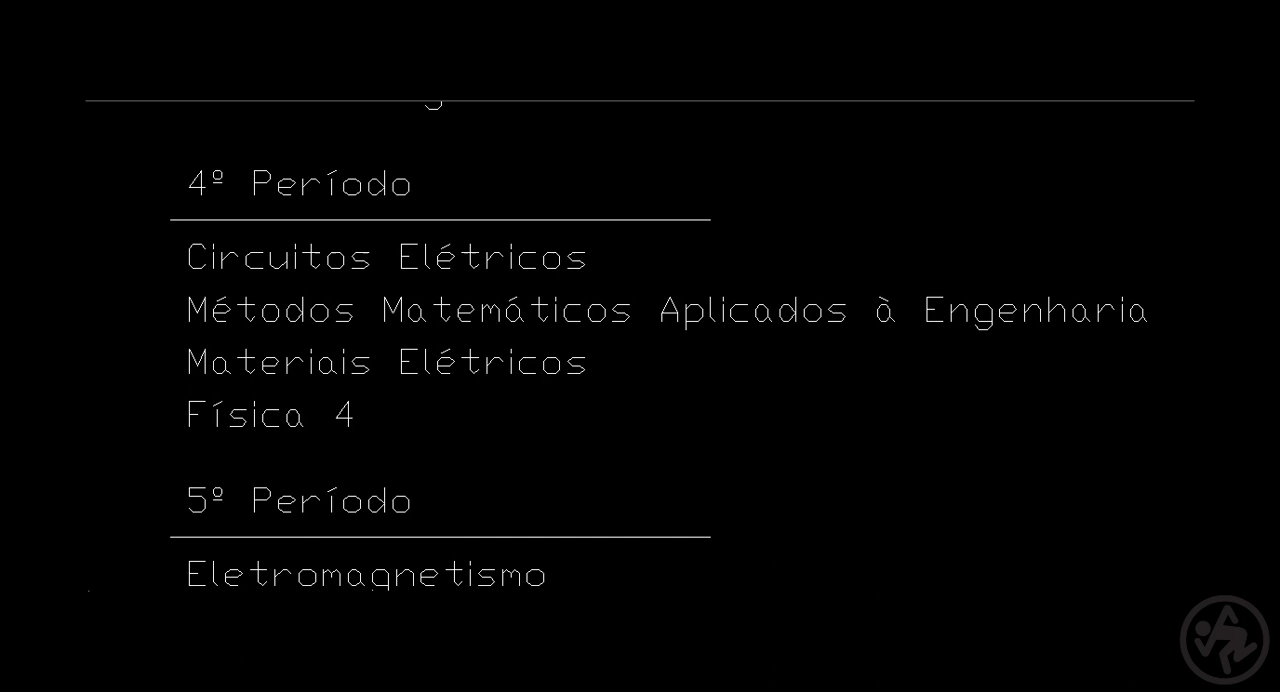 4º Período
Circuitos Elétricos
Métodos Matemáticos Aplicados à Engenharia
Materiais Elétricos
Física 4
5º Período
Eletromagnetismo